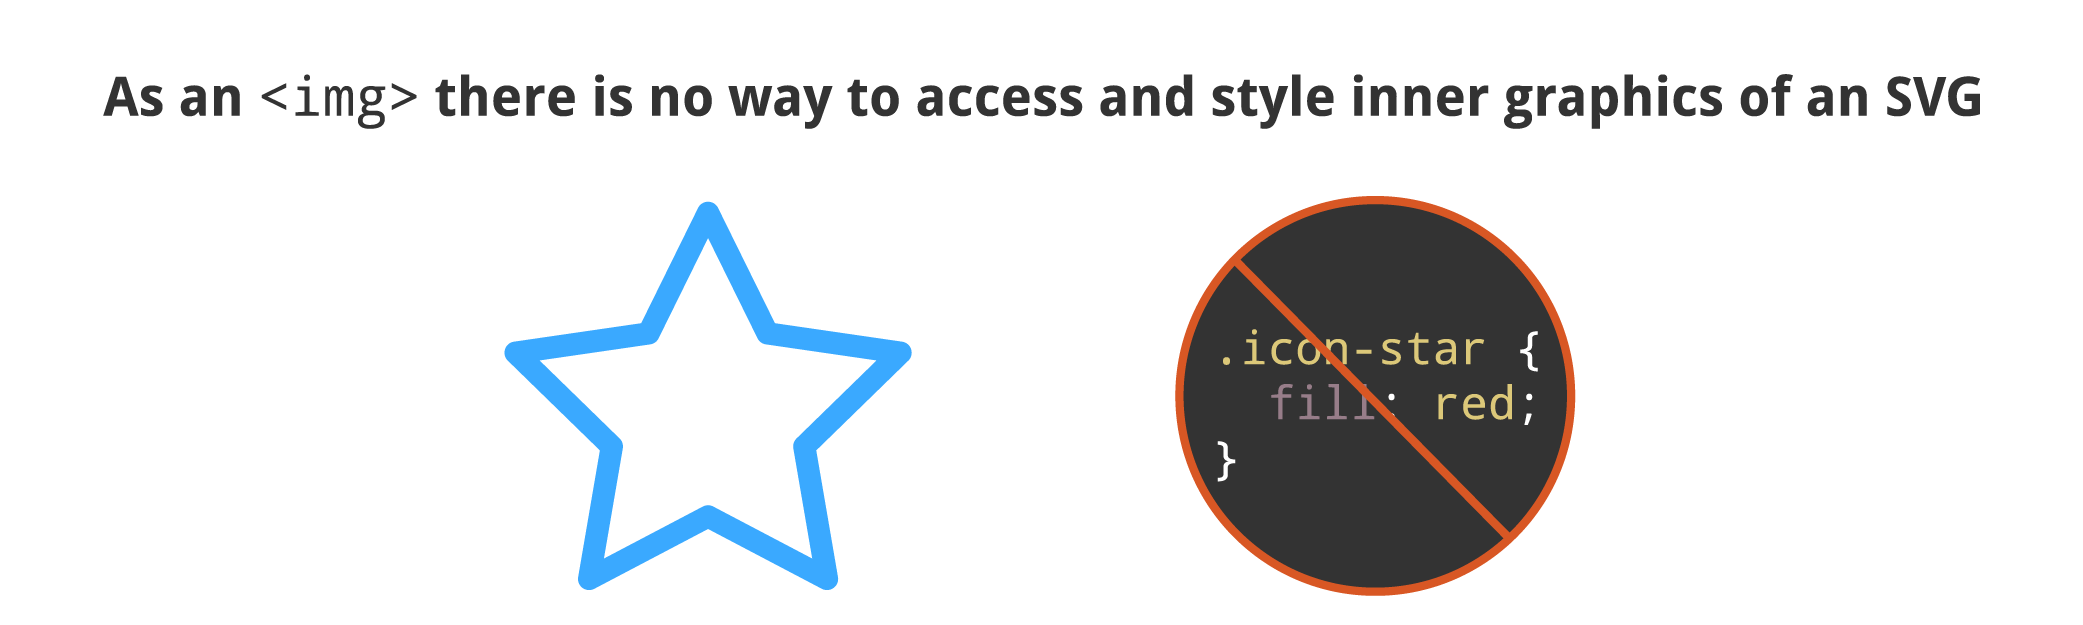 As an <img> there is no way to access and style inner graphics of an SVG
.icon-star {
fill: red;
}